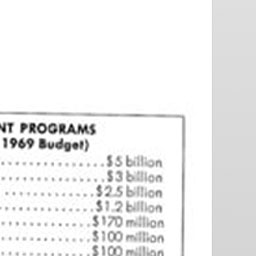 NT PROGRAMS
1969 Budget)
..................$5 billion
..................$3 billion
................$2.5 billion
................$1.2 billion
................$170 million
................$100 million
................$100 million